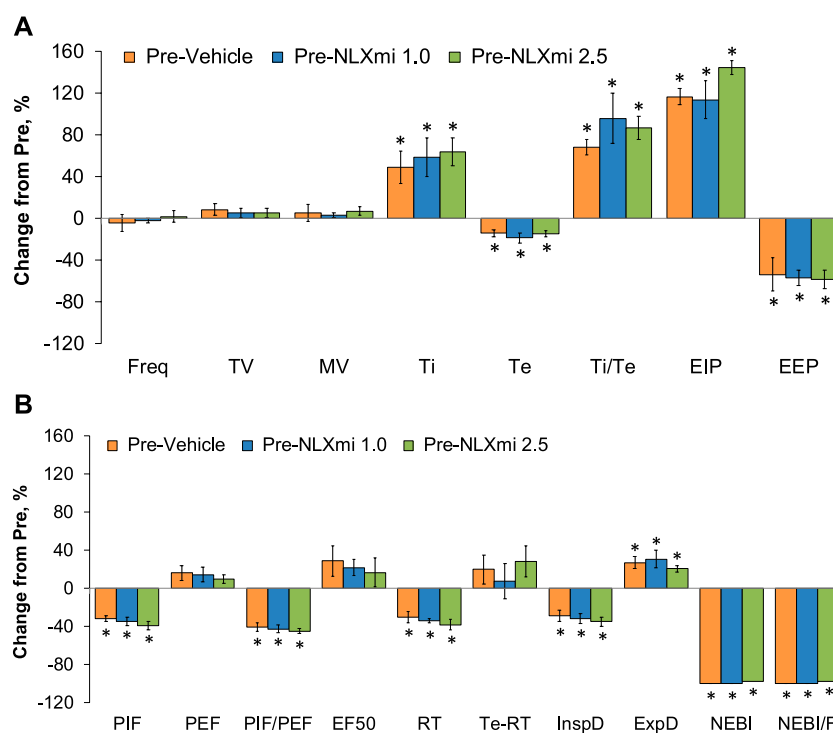 A
Change from Pre, %
Pre-Vehicle Pre-NLXmi 1.0 Pre-NLXmi 2.5
160
120
80
40
0
-40
-80
-120
* * * * * * * * * * * * * * *
Freq TV MV Ti Te Ti/Te EIP EEP
B
Change from Pre, %
Pre-Vehicle Pre-NLXmi 1.0 Pre-NLXmi 2.5
160
120
80
40
0
-40
-80
-120
* * * * * * * * * * * * * * * * * * * * *
PIF PEF PIF/PEF EF50 RT Te-RT InspD ExpD NEBI NEBI/F